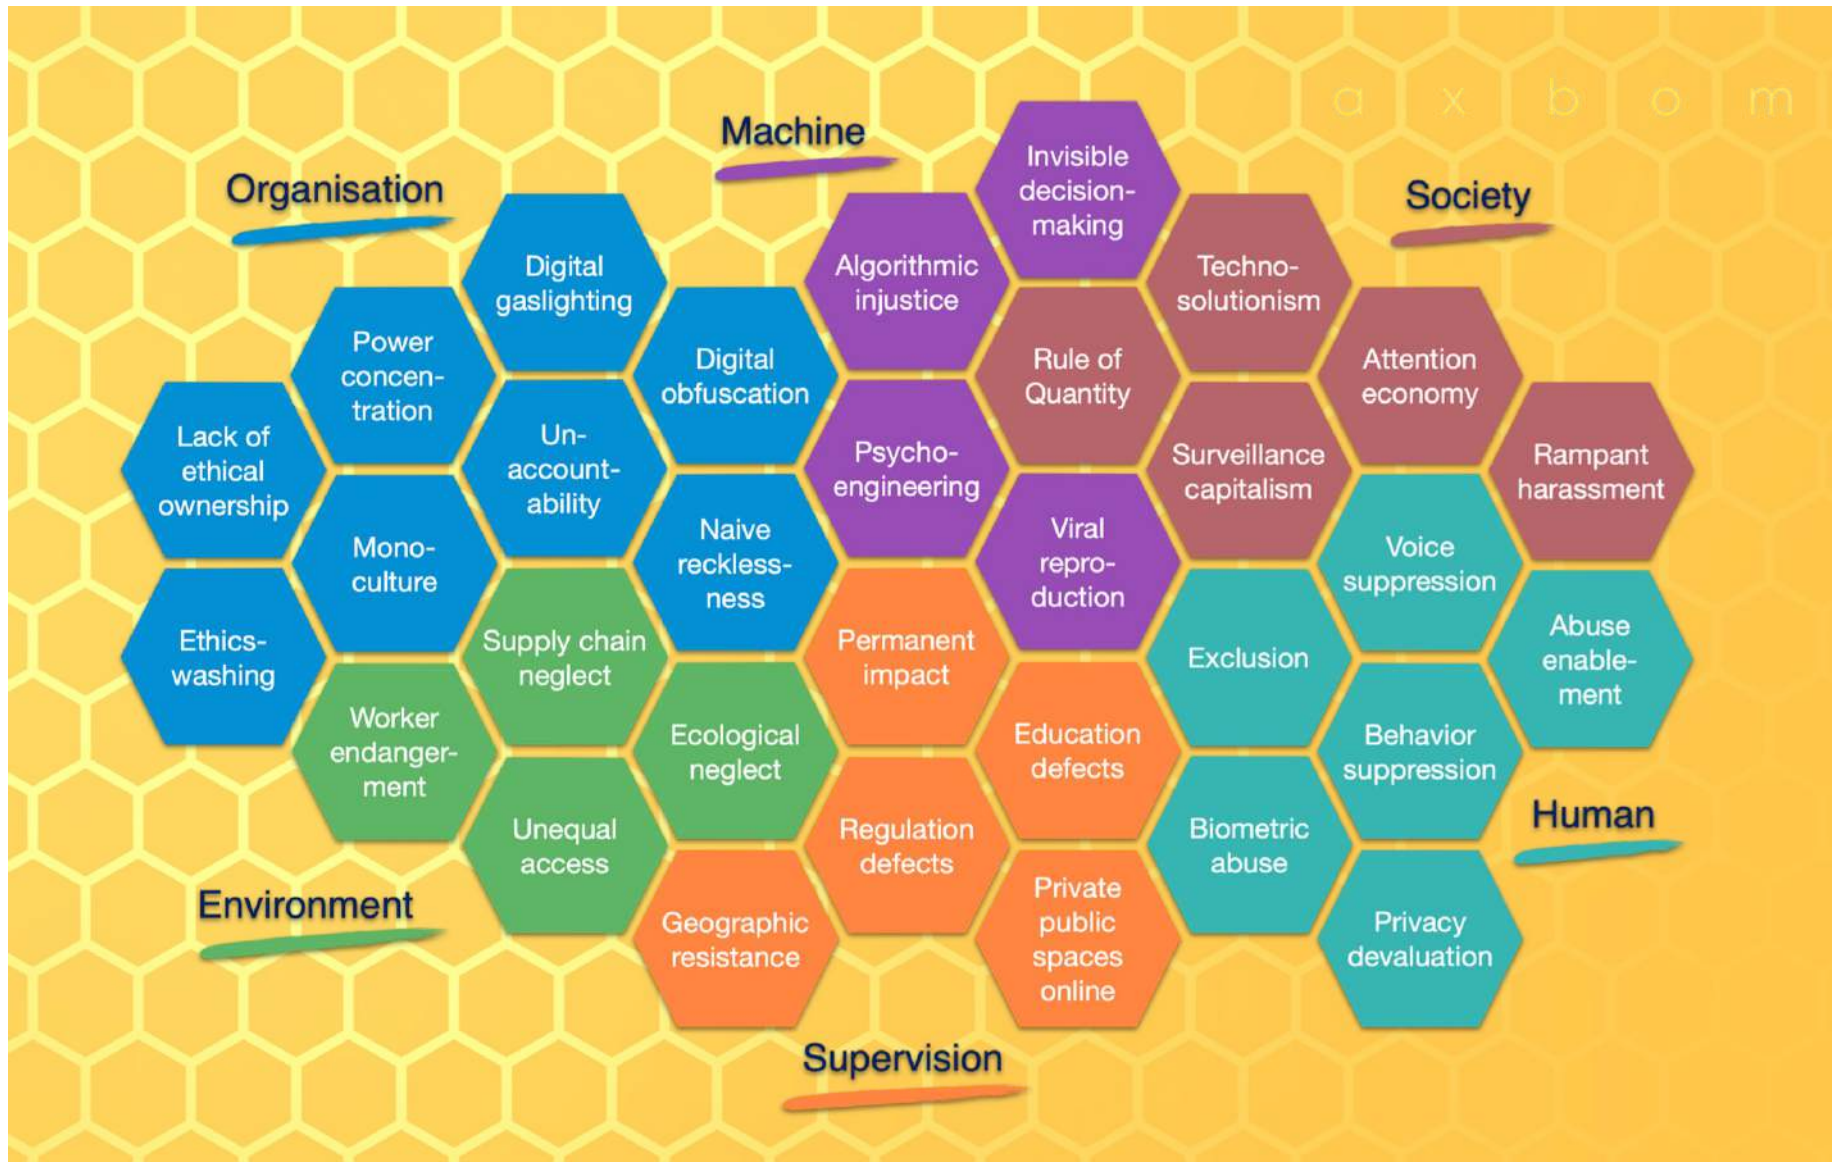 a x b o m
Machine
Organisation
Society
Invisible
decision-
making
Digital
gaslighting
Algorithmic
injustice
Techno-
solutionism
Power
concen-
tration
Digital
obfuscation
Rule of
Quantity
Attention
economy
Lack of
ethical
ownership
Un-
account-
ability
Psycho-
engineering
Surveillance
capitalism
Rampant
harassment
Mono-
culture
Naive
reckless-
ness
Viral
repro-
duction
Voice
suppression
Ethics-
washing
Supply chain
neglect
Permanent
impact
Exclusion
Abuse
enable-
ment
Worker
endanger-
ment
Ecological
neglect
Education
defects
Behavior
suppression
Human
Unequal
access
Regulation
defects
Biometric
abuse
Environment
Geographic
resistance
Private
public
spaces
online
Privacy
devaluation
Supervision